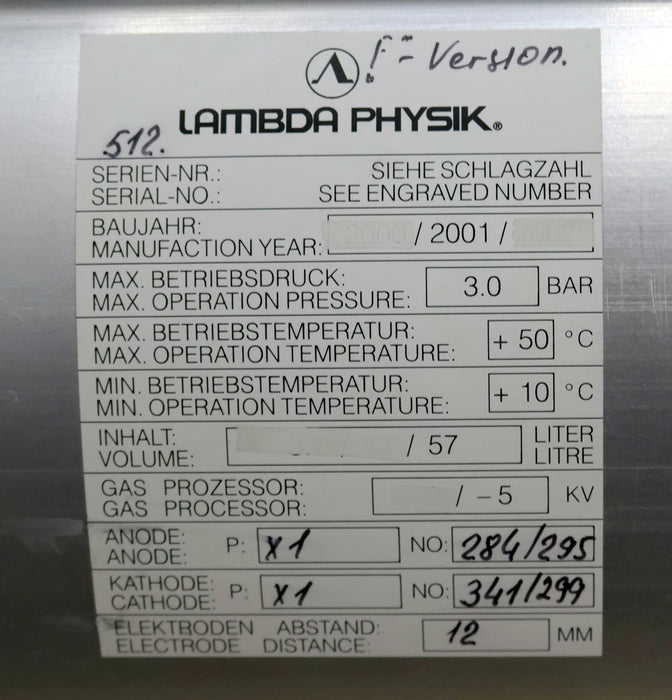 F - Version.
LAMBDA PHYSIK®
512.
SERIEN-NR.: SIEHE SCHLAGZAHL
SERIAL-NO.: SEE ENGRAVED NUMBER
BAUJAHR:
MANUFACTION YEAR: 2000 / 2001 / 2002
MAX. BETRIEBSDRUCK:
MAX. OPERATION PRESSURE: 3.0 BAR
MAX. BETRIEBSTEMPERATUR:
MAX. OPERATION TEMPERATURE: + 50 °C
MIN. BETRIEBSTEMPERATUR:
MIN. OPERATION TEMPERATURE: + 10 °C
INHALT: LITER
VOLUME: / 57 LITRE
GAS PROZESSOR:
GAS PROCESSOR: / -5 KV
ANODE:
ANODE: P: X1 NO: 284/295
KATHODE:
CATHODE: P: X1 NO: 341/299
ELEKTRODEN ABSTAND:
ELECTRODE DISTANCE: 12 MM